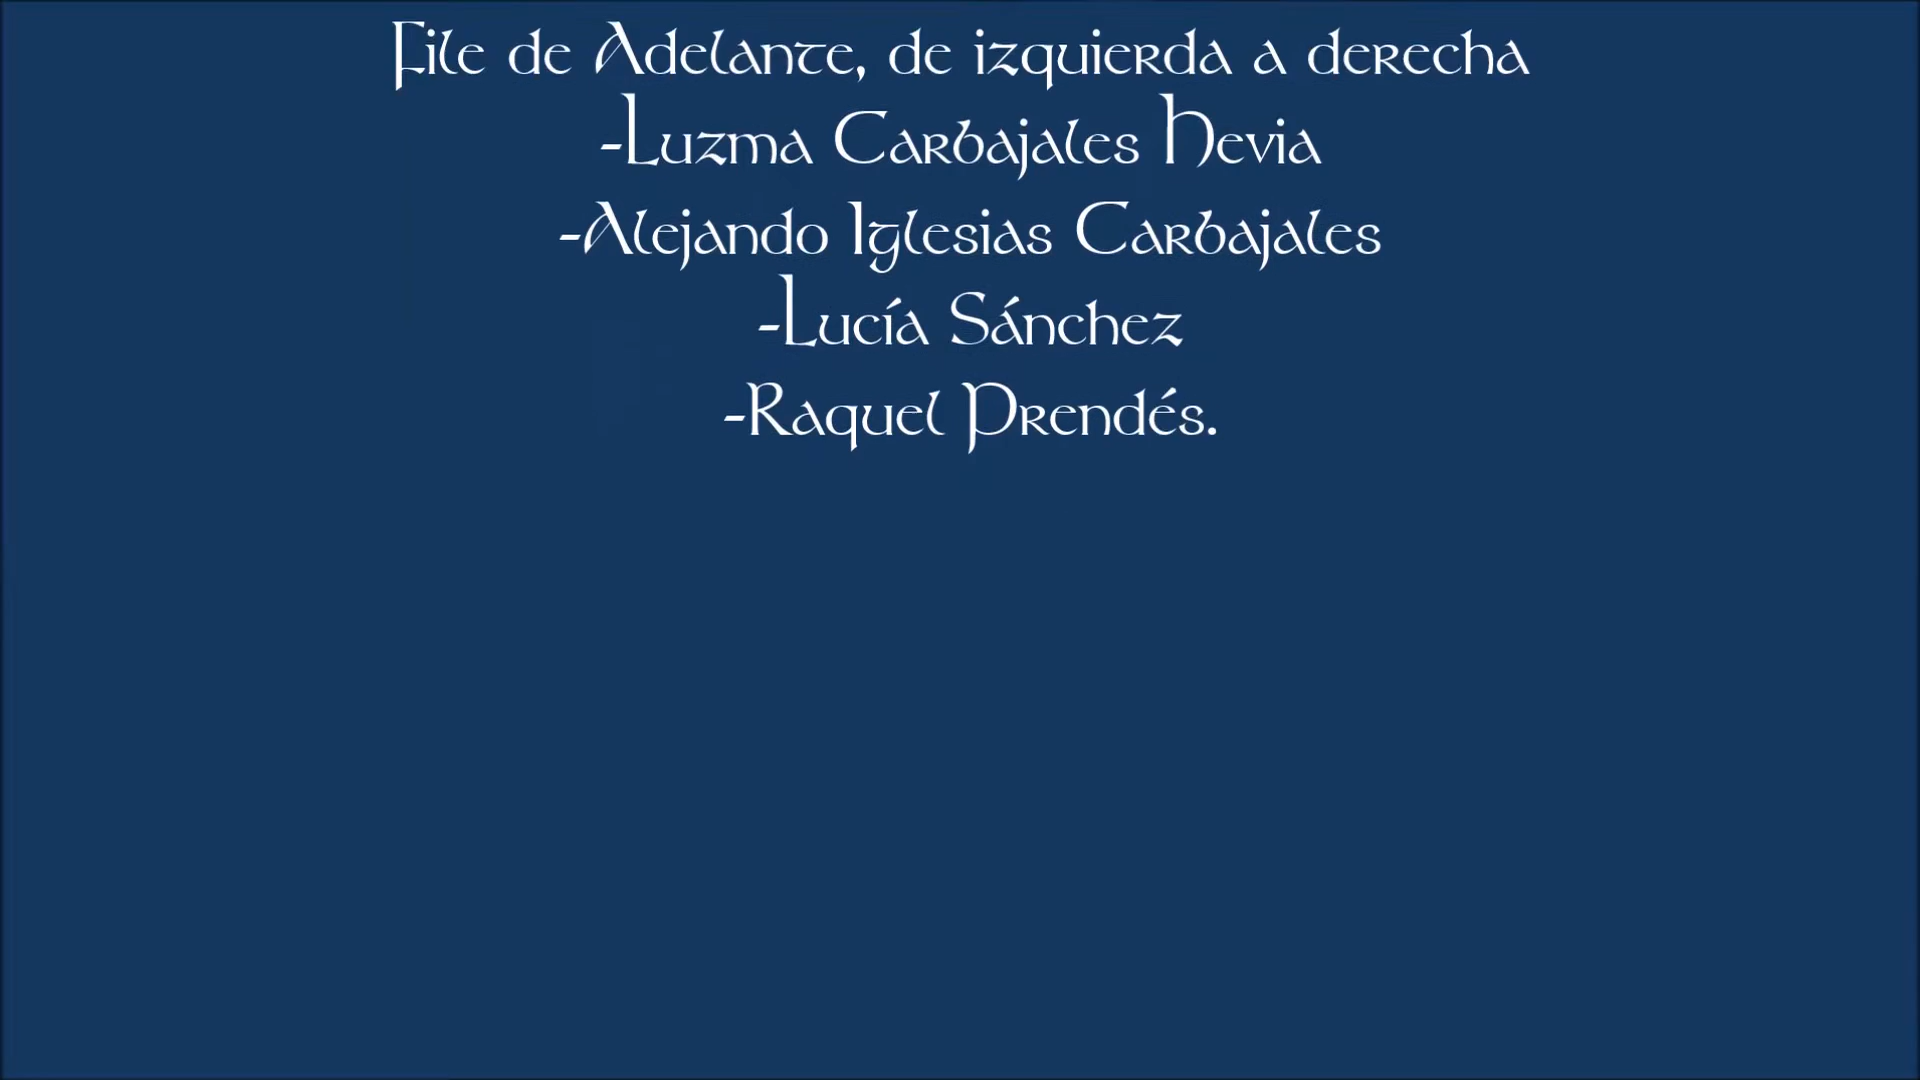 File de Adelante, de izquierda a derecha
-Luzma Carbajales Hevia
-Alejando Iglesias Carbajales
-Lucía Sánchez
-Raquel Prendés.